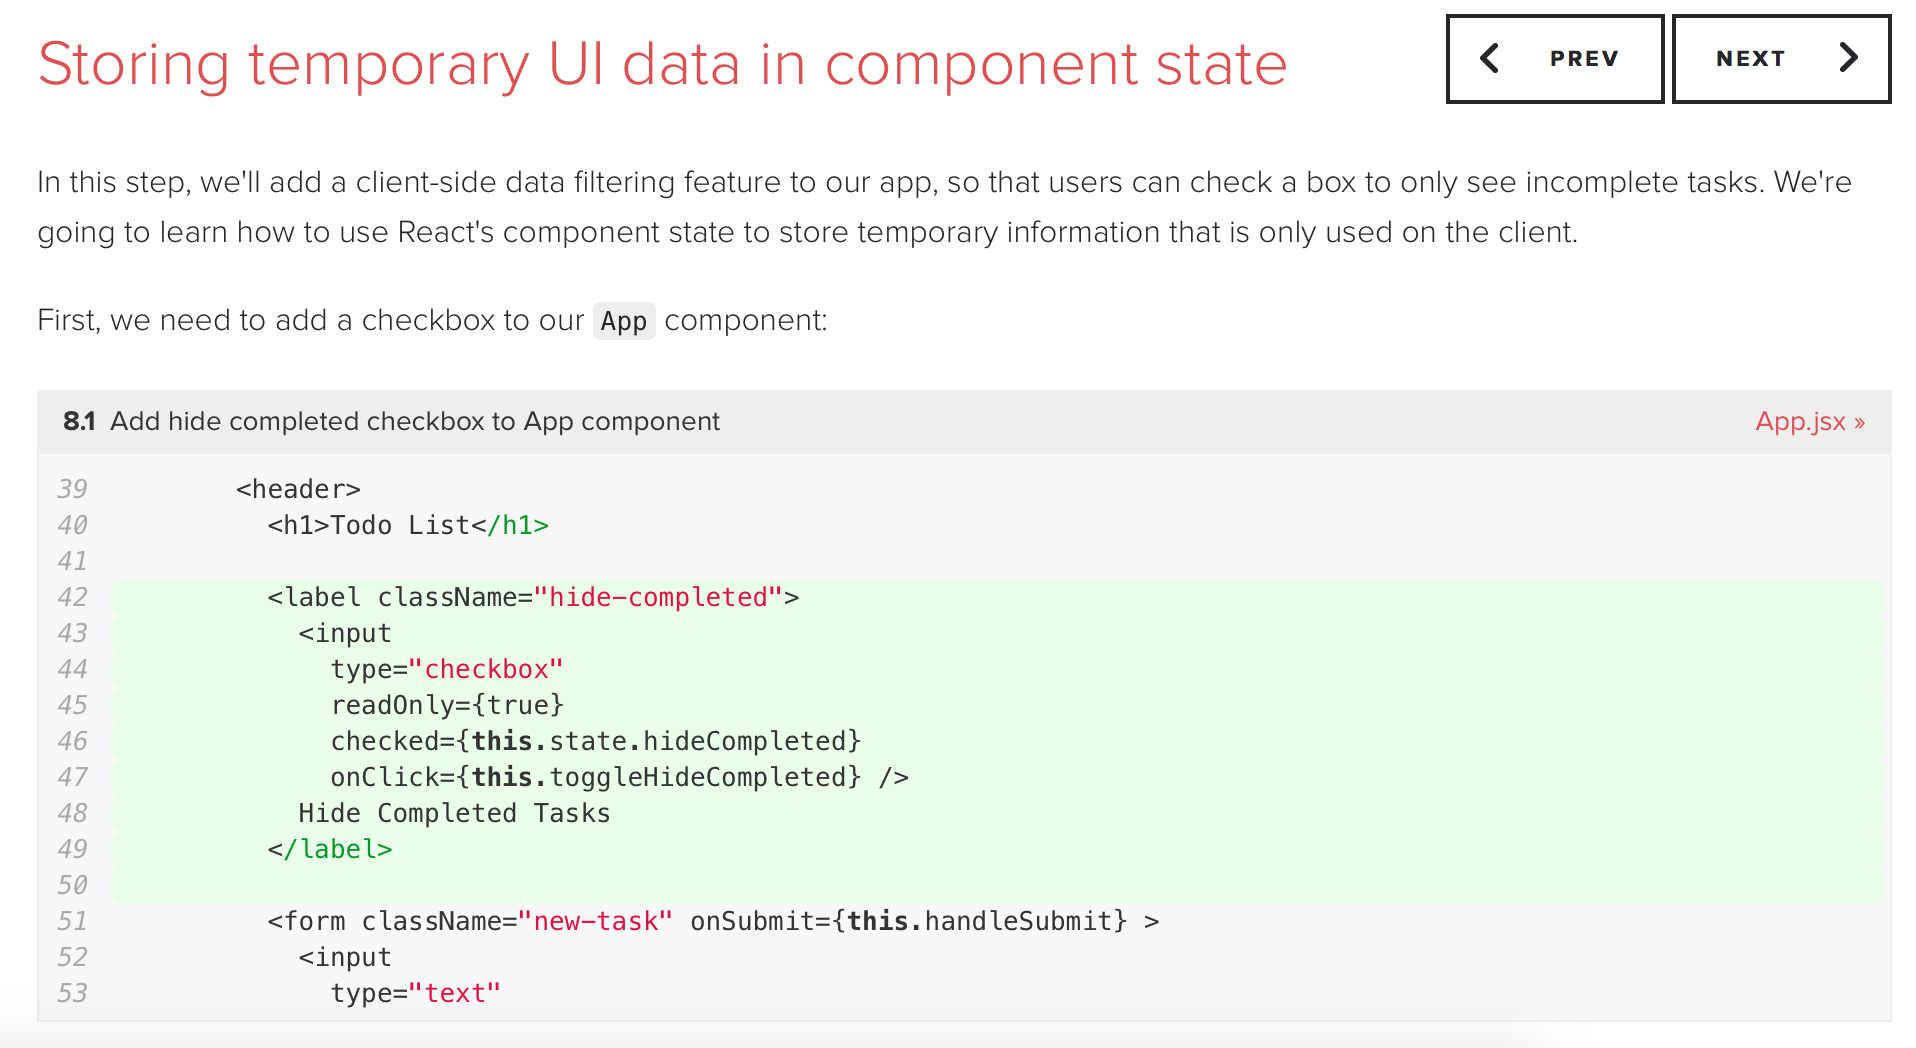 Storing temporary UI data in component state
PREV
NEXT
In this step, we'll add a client-side data filtering feature to our app, so that users can check a box to only see incomplete tasks. We're
going to learn how to use React's component state to store temporary information that is only used on the client.
First, we need to add a checkbox to our App component:
8.1 Add hide completed checkbox to App component
App.jsx »
39         <header>
40           <h1>Todo List</h1>
41
42           <label className="hide-completed">
43             <input
44               type="checkbox"
45               readOnly={true}
46               checked={this.state.hideCompleted}
47               onClick={this.toggleHideCompleted} />
48             Hide Completed Tasks
49           </label>
50
51           <form className="new-task" onSubmit={this.handleSubmit} >
52             <input
53               type="text"